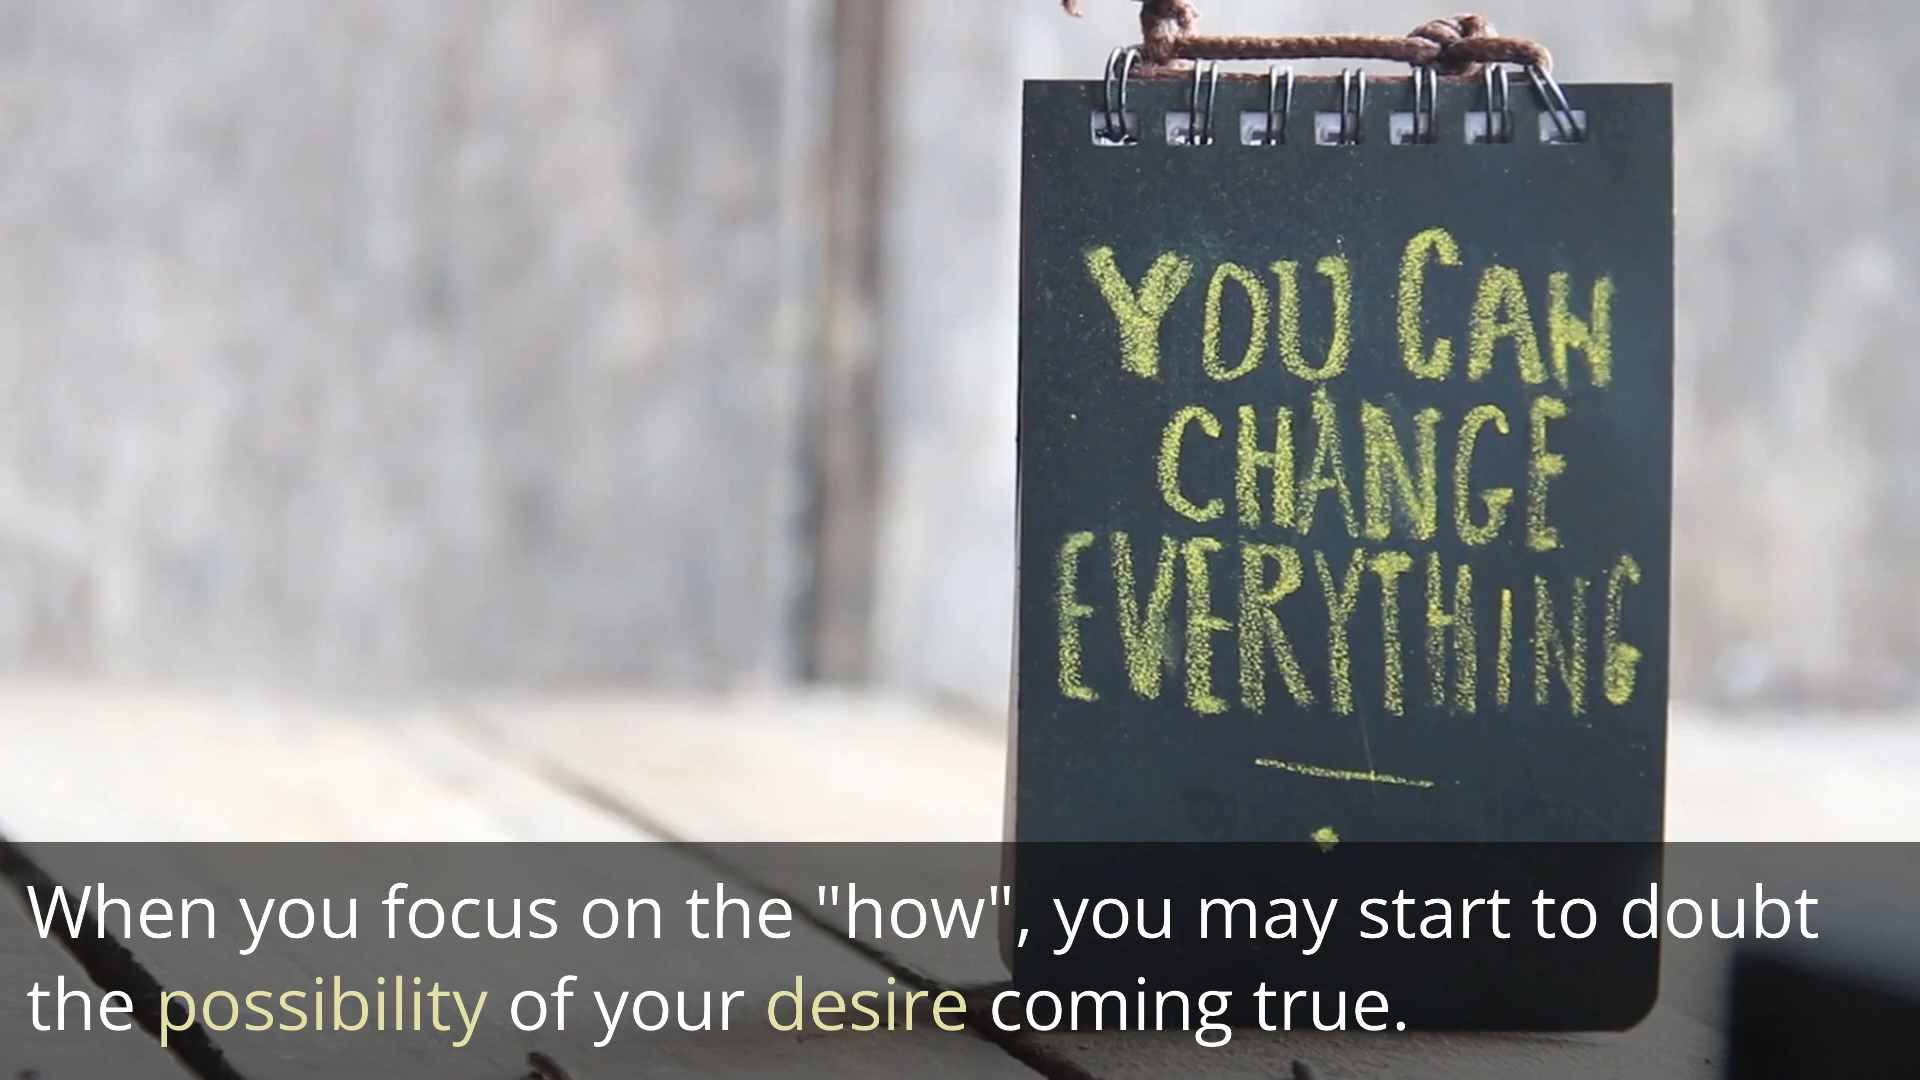 YOU CAN
CHANGE
EVERYTHING
When you focus on the "how", you may start to doubt
the possibility of your desire coming true.